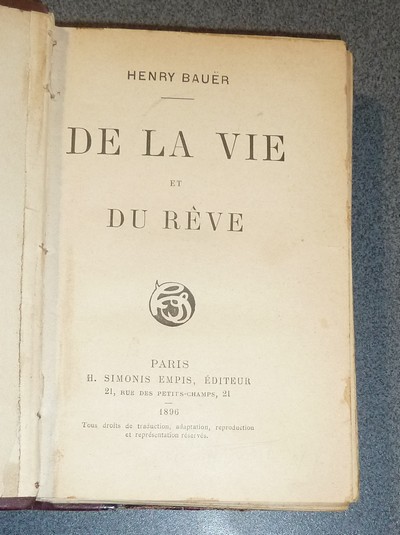 HENRY BAUËR
DE LA VIE
ET
DU RÊVE
PARIS
H. SIMONIS EMPIS, ÉDITEUR
21, RUE DES PETITS-CHAMPS, 21
1896
Tous droits de traduction, adaptation, reproduction
et représentation réservés.